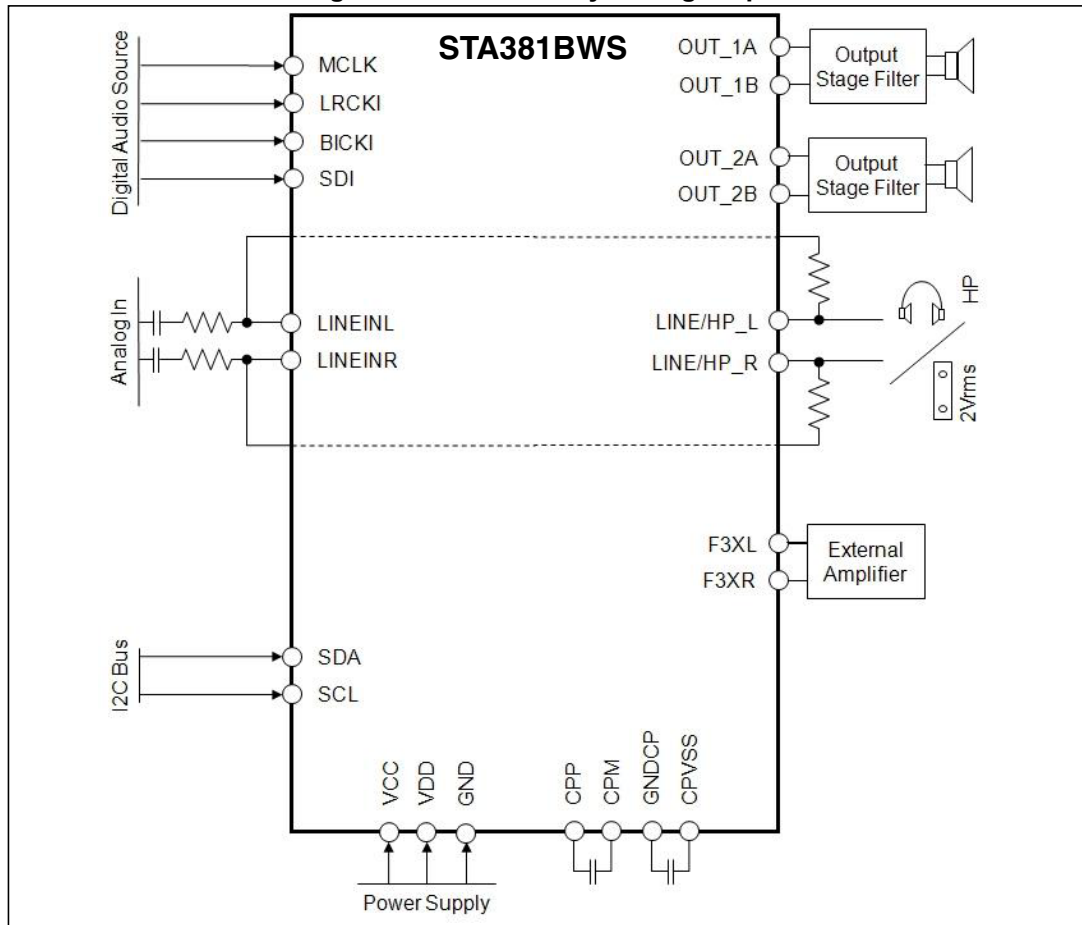 STA381BWS
Digital Audio Source
MCLK
LRCKI
BICKI
SDI
OUT_1A
OUT_1B
Output
Stage Filter
OUT_2A
OUT_2B
Output
Stage Filter
Analog In
LINEINL
LINEINR
LINE/HP_L
LINE/HP_R
HP
2Vrms
F3XL
F3XR
External
Amplifier
I2C Bus
SDA
SCL
VCC
VDD
GND
CPP
CPM
GNDCP
CPVSS
Power Supply